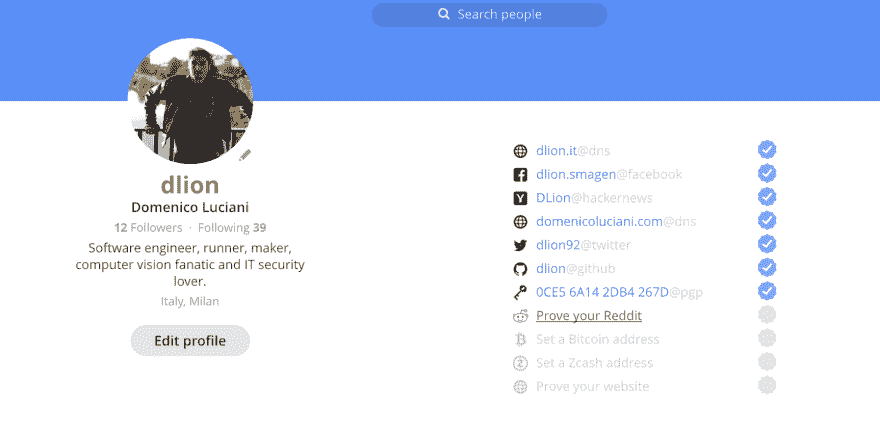 Search people
dlion
Domenico Luciani
12 Followers · Following 39
Software engineer, runner, maker,
computer vision fanatic and IT security
lover.
Italy, Milan
Edit profile
dlion.it@dns
dlion.smagen@facebook
DLion@hackernews
domenicoluciani.com@dns
dlion92@twitter
dlion@github
0CE5 6A14 2DB4 267D@pgp
Prove your Reddit
Set a Bitcoin address
Set a Zcash address
Prove your website